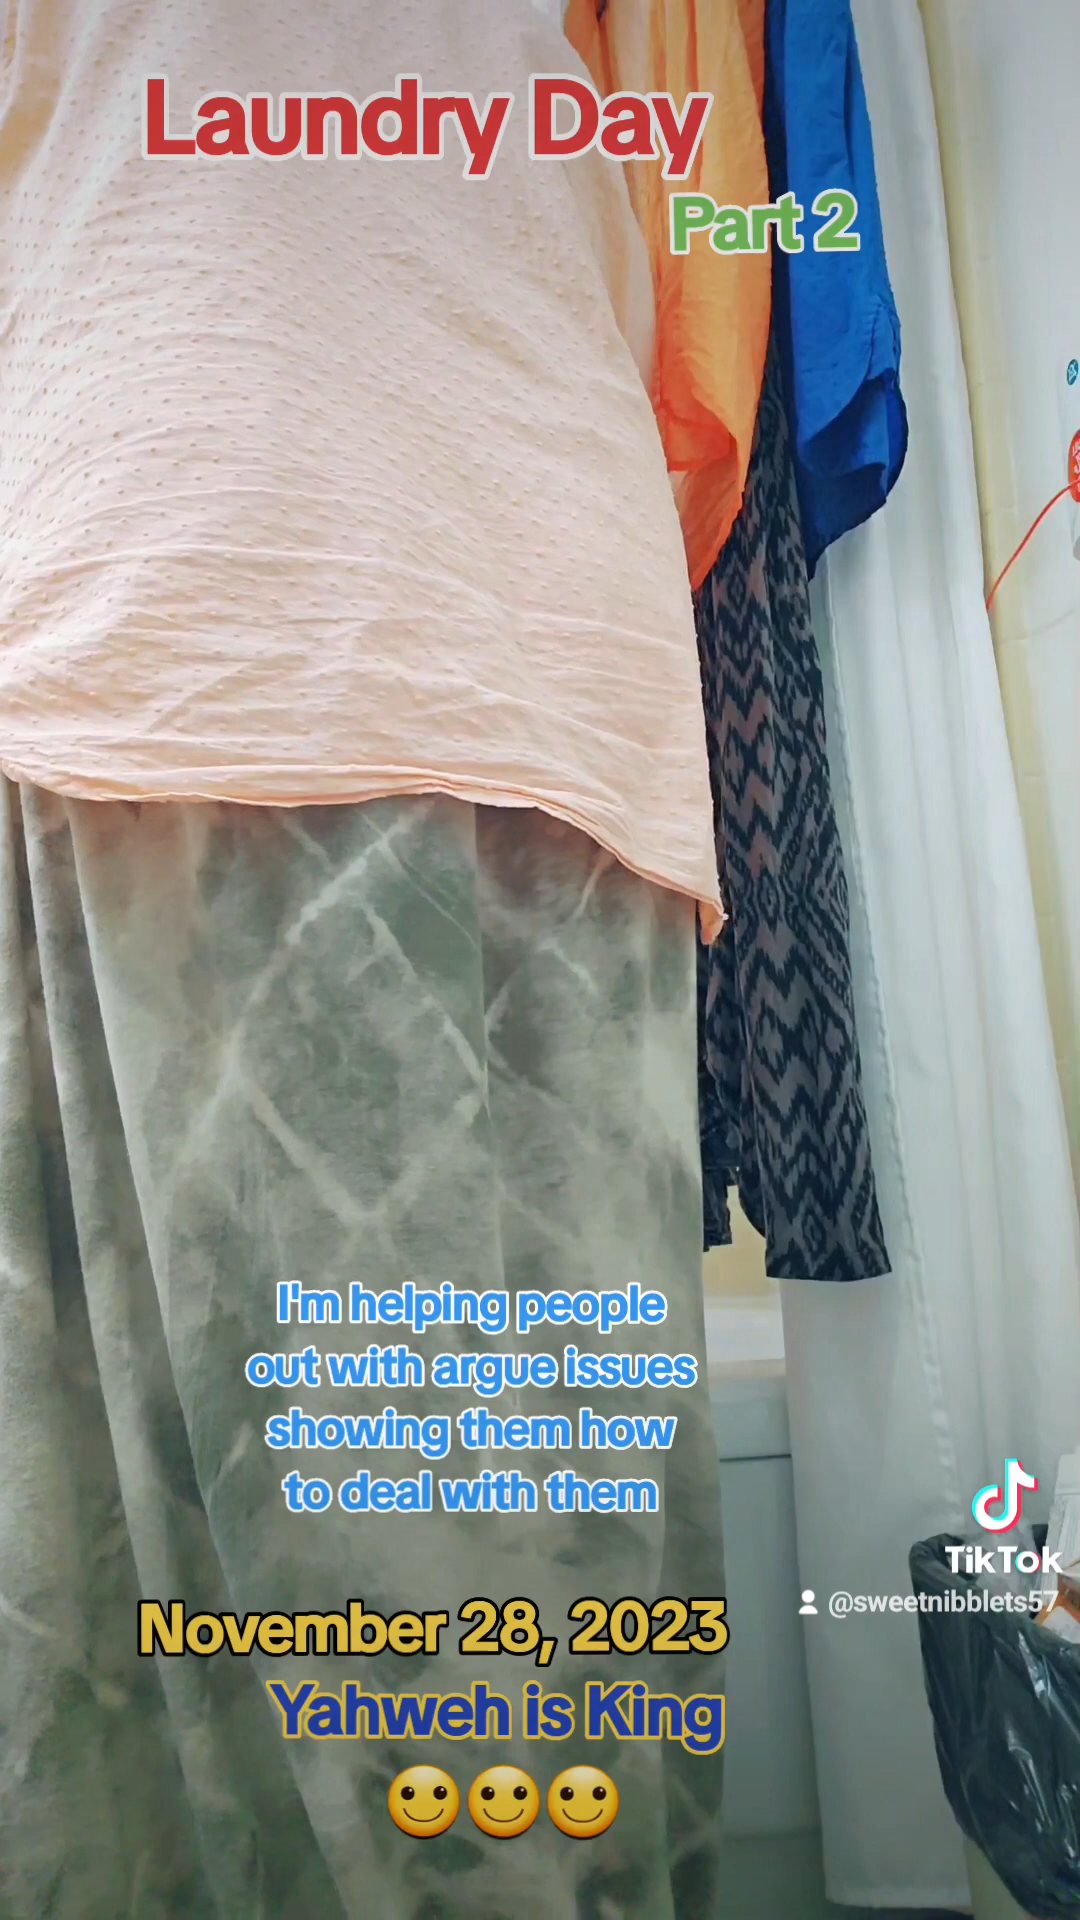 Laundry Day
Part 2
I'm helping people
out with argue issues
showing them how
to deal with them
TikTok
@sweetnibblets57
November 28, 2023
Yahweh is King